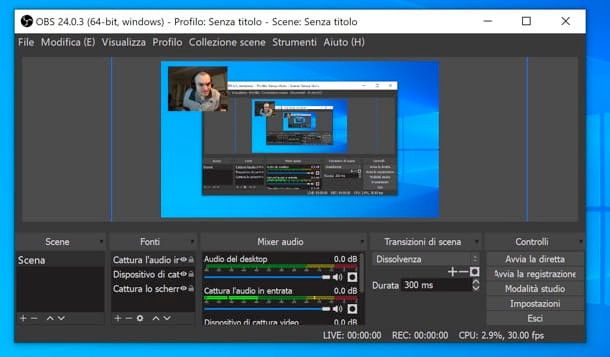 OBS 24.0.3 (64-bit, windows) - Profilo: Senza titolo - Scene: Senza titolo
File Modifica (E) Visualizza Profilo Collezione scene Strumenti Aiuto (H)
Scene
Scena
Fonti
Cattura l'audio in
Dispositivo di cat
Cattura lo scherr
Mixer audio
Audio del desktop 0.0 dB
Cattura l'audio in entrata 0.0 dB
Dispositivo di cattura video 0.0 dB
Transizioni di scena
Dissolvenza
Durata 300 ms
Controlli
Avvia la diretta
Avvia la registrazione
Modalità studio
Impostazioni
Esci
LIVE: 00:00:00 REC: 00:00:00 CPU: 2.9%, 30.00 fps